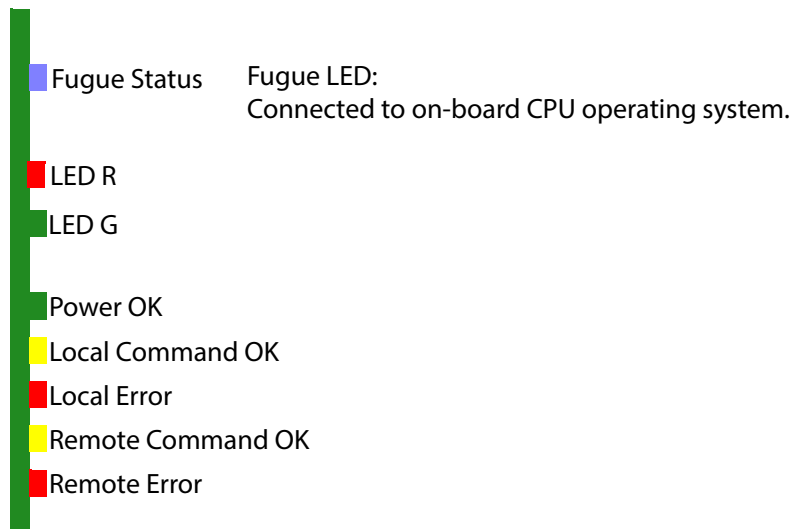 Fugue Status
Fugue LED:
Connected to on-board CPU operating system.
LED R
LED G
Power OK
Local Command OK
Local Error
Remote Command OK
Remote Error